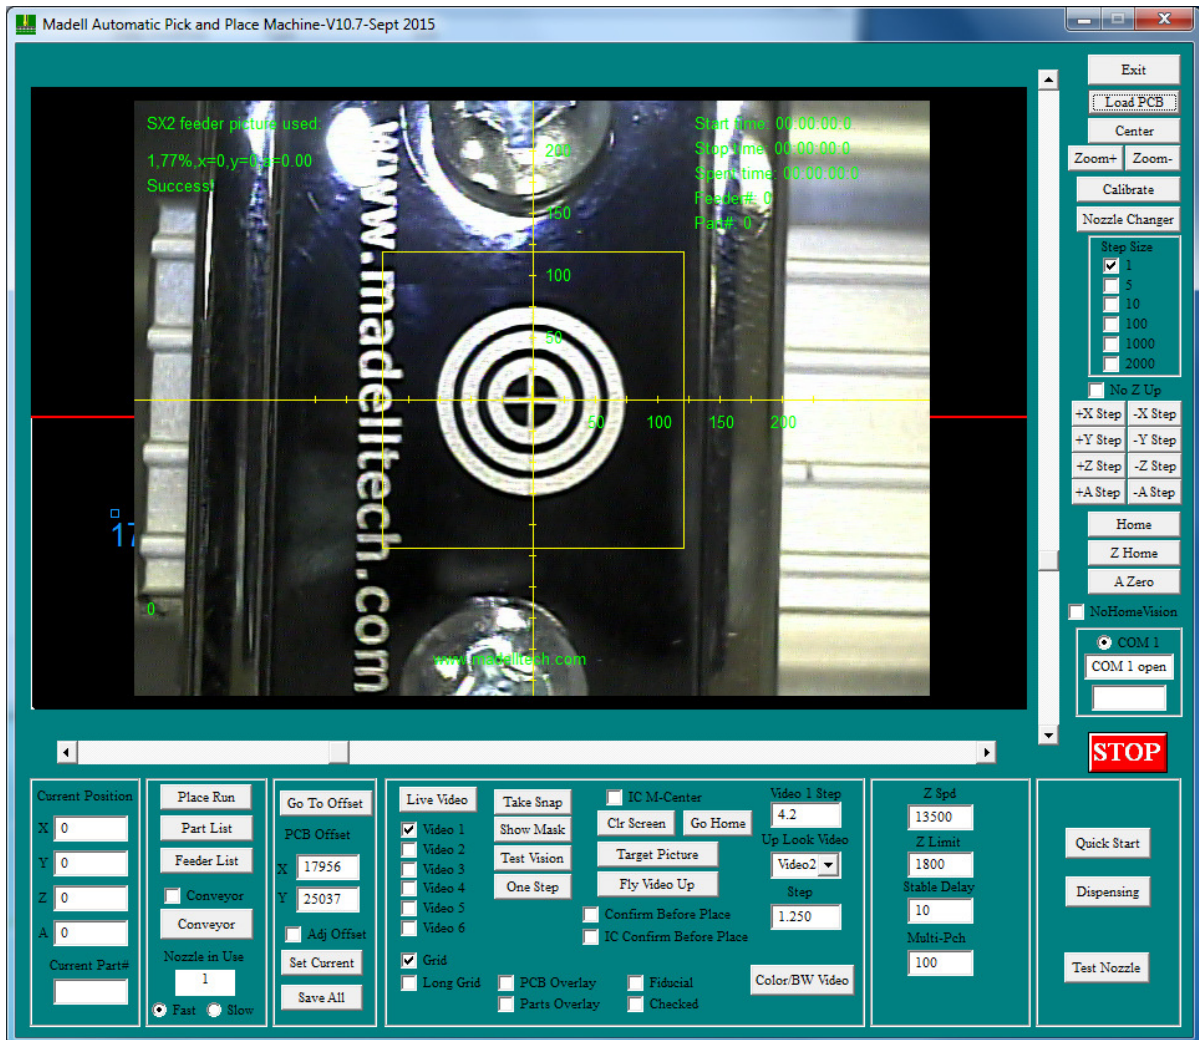 Madell Automatic Pick and Place Machine-V10.7-Sept 2015
SX2 feeder picture used:
1,77%,x=0,y=0,a=0.00
Success!
Start time: 00:00:00:0
Stop time: 00:00:00:0
Spent time: 00:00:00:0
Feeder#: 0
Part#: 0
200
150
100
50
50 100 150 200
www.madelltech.com
17
0
www.madelltech.com
Exit
Load PCB
Center
Zoom+ Zoom-
Calibrate
Nozzle Changer
Step Size
1
5
10
100
1000
2000
No Z Up
+X Step -X Step
+Y Step -Y Step
+Z Step -Z Step
+A Step -A Step
Home
Z Home
A Zero
NoHomeVision
COM 1
COM 1 open
STOP
Current Position
X 0
Y 0
Z 0
A 0
Current Part#
Place Run
Part List
Feeder List
Conveyor
Conveyor
Nozzle in Use
1
Fast Slow
Go To Offset
PCB Offset
X 17956
Y 25037
Adj Offset
Set Current
Save All
Live Video
Video 1
Video 2
Video 3
Video 4
Video 5
Video 6
Grid
Long Grid
Take Snap
Show Mask
Test Vision
One Step
PCB Overlay
Parts Overlay
IC M-Center
Clr Screen Go Home
Target Picture
Fly Video Up
Confirm Before Place
IC Confirm Before Place
Fiducial
Checked
Video 1 Step
4.2
Up Look Video
Video2
Step
1.250
Color/BW Video
Z Spd
13500
Z Limit
1800
Stable Delay
10
Multi-Pch
100
Quick Start
Dispensing
Test Nozzle